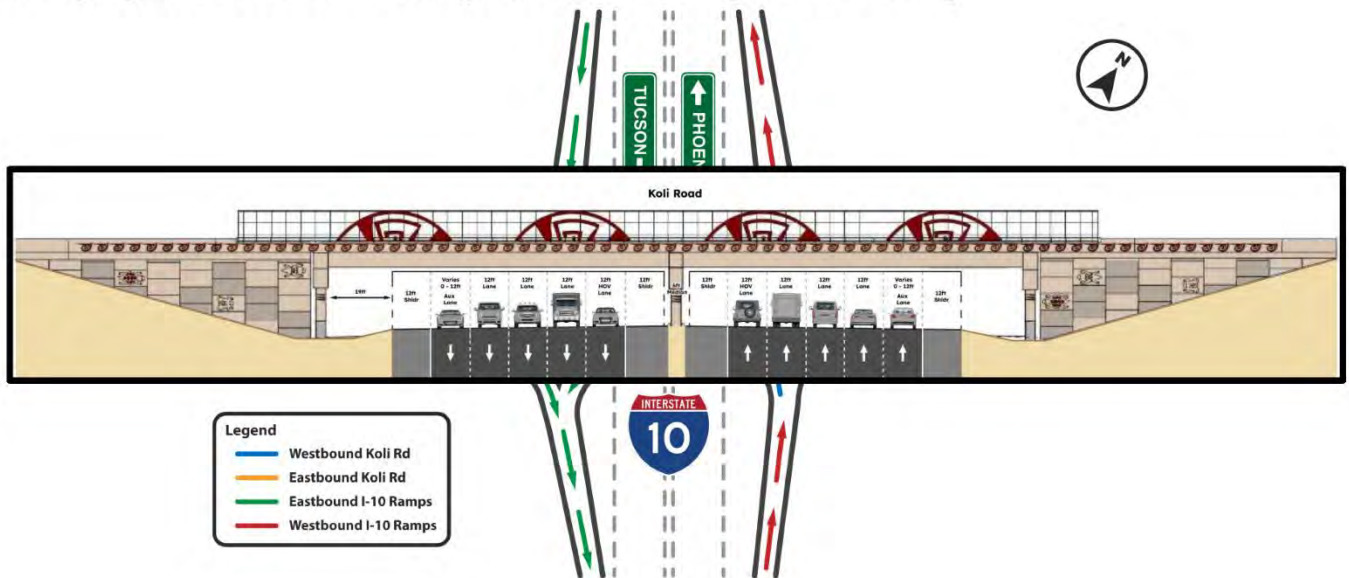 N
TUCSON
PHOEN
Koli Road
19ft
12ft
Shldr
Varies
0 - 12ft
Aux
Lane
12ft
Lane
12ft
Lane
12ft
Lane
12ft
HOV
Lane
12ft
Shldr
12ft
Shldr
12ft
HOV
Lane
12ft
Lane
12ft
Lane
12ft
Lane
Varies
0 - 12ft
Aux
Lane
12ft
Shldr
INTERSTATE
10
Legend
Westbound Koli Rd
Eastbound Koli Rd
Eastbound I-10 Ramps
Westbound I-10 Ramps